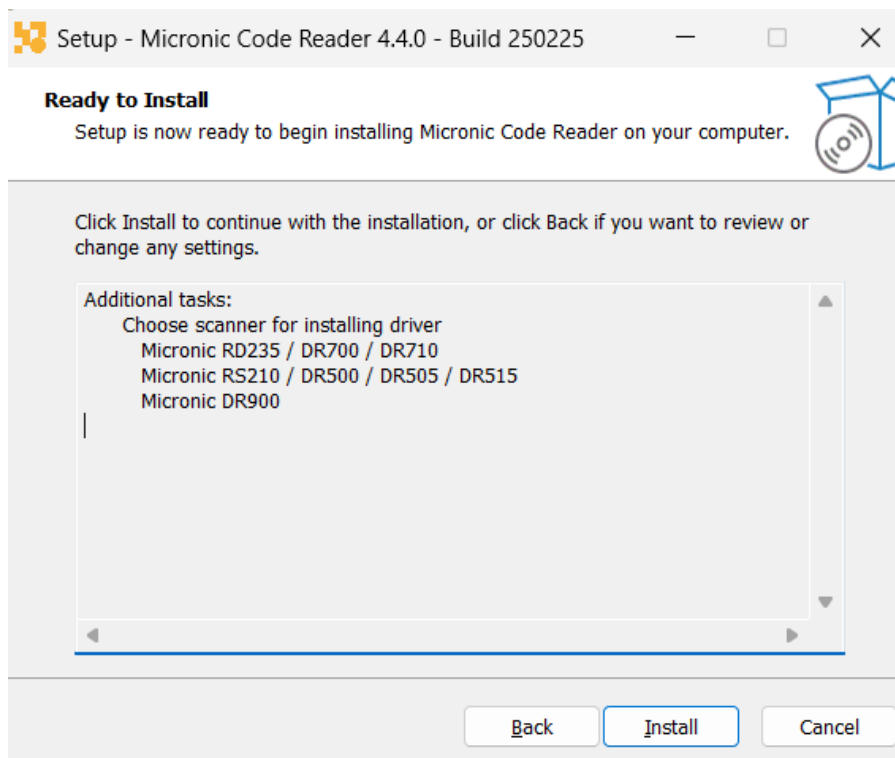 Setup - Micronic Code Reader 4.4.0 - Build 250225
Ready to Install
Setup is now ready to begin installing Micronic Code Reader on your computer.
Click Install to continue with the installation, or click Back if you want to review or
change any settings.
Additional tasks:
Choose scanner for installing driver
Micronic RD235 / DR700 / DR710
Micronic RS210 / DR500 / DR505 / DR515
Micronic DR900
Back
Install
Cancel